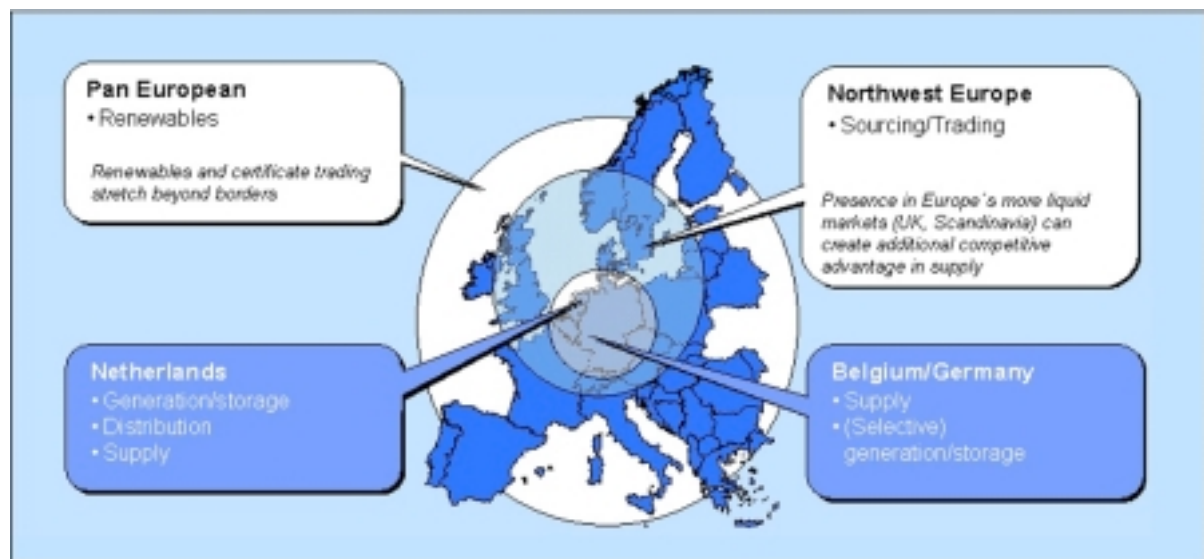 Pan European
• Renewables
Renewables and certificate trading
stretch beyond borders
Northwest Europe
• Sourcing/Trading
Presence in Europe´s more liquid
markets (UK, Scandinavia) can
create additional competitive
advantage in supply
Netherlands
• Generation/storage
• Distribution
• Supply
Belgium/Germany
• Supply
• (Selective)
generation/storage